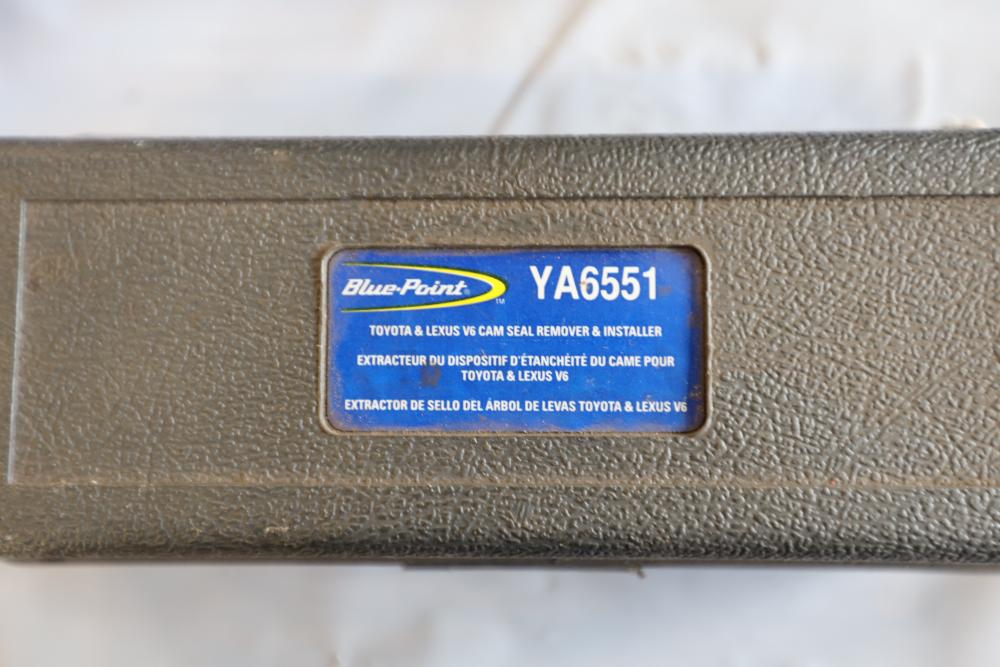 Blue-Point® ™
YA6551
TOYOTA & LEXUS V6 CAM SEAL REMOVER & INSTALLER
EXTRACTEUR DU DISPOSITIF D'ÉTANCHÉITÉ DU CAME POUR
TOYOTA & LEXUS V6
EXTRACTOR DE SELLO DEL ÁRBOL DE LEVAS TOYOTA & LEXUS V6